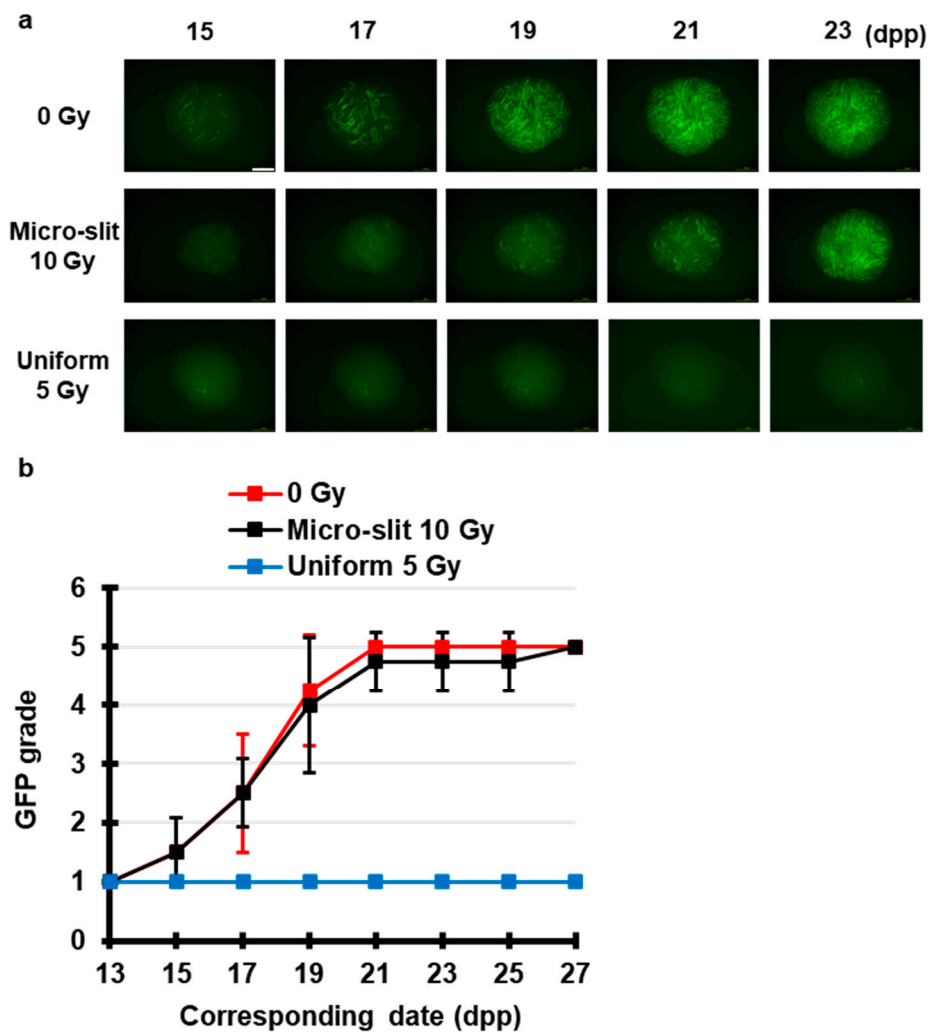 a
15 17 19 21 23 (dpp)
0 Gy
Micro-slit
10 Gy
Uniform
5 Gy
b
0 Gy
Micro-slit 10 Gy
Uniform 5 Gy
6
5
4
3
2
1
0
GFP grade
13 15 17 19 21 23 25 27
Corresponding date (dpp)